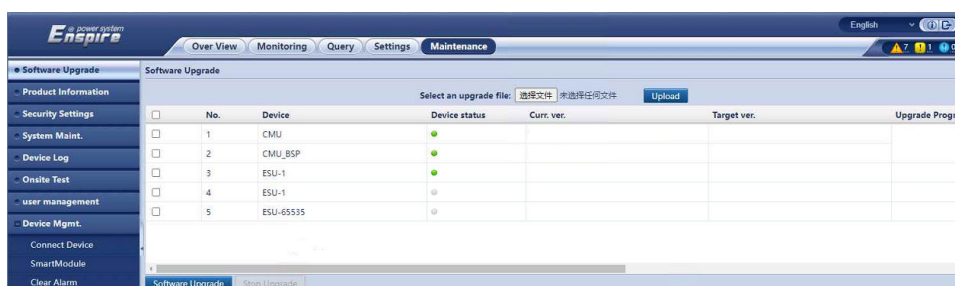 e power system
Enspire
English
Over View Monitoring Query Settings Maintenance
7 1
Software Upgrade
Software Upgrade
Product Information
Select an upgrade file: 选择文件 未选择任何文件 Upload
Security Settings
No. Device Device status Curr. ver. Target ver. Upgrade Progr
System Maint.
1 CMU
Device Log
2 CMU_BSP
Onsite Test
3 ESU-1
user management
4 ESU-1
Device Mgmt.
5 ESU-65535
Connect Device
SmartModule
Clear Alarm
Software Upgrade Stop Upgrade